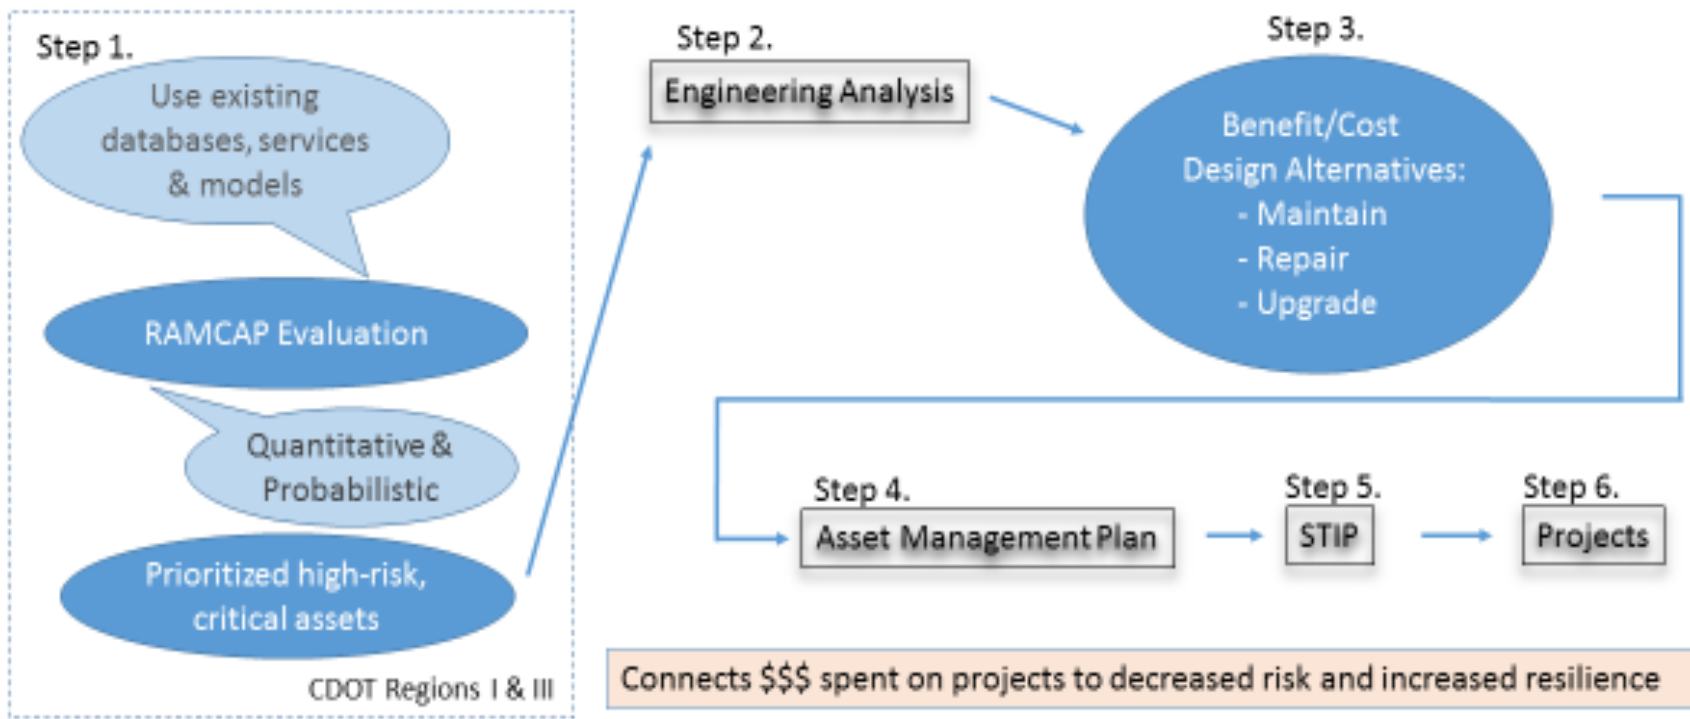 Step 1.
Use existing
databases, services
& models
RAMCAP Evaluation
Quantitative &
Probabilistic
Prioritized high-risk,
critical assets
CDOT Regions I & III
Step 2.
Engineering Analysis
Step 3.
Benefit/Cost
Design Alternatives:
- Maintain
- Repair
- Upgrade
Step 4.
Asset Management Plan
Step 5.
STIP
Step 6.
Projects
Connects $$$ spent on projects to decreased risk and increased resilience